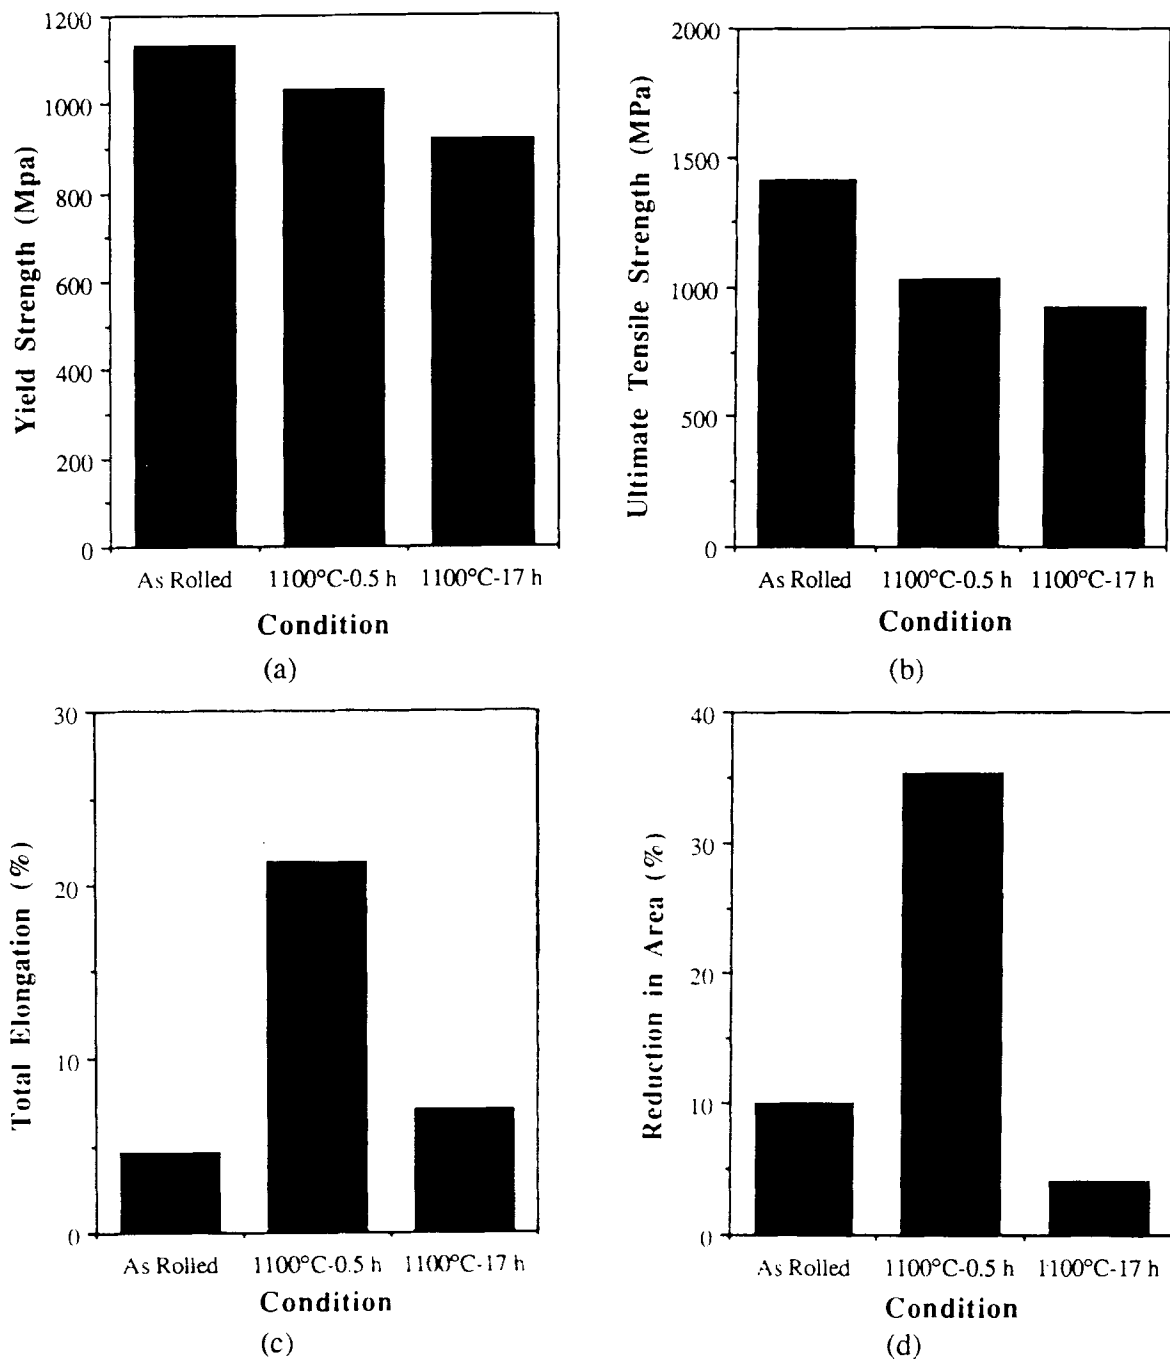 1200
1000
800
600
400
200
0
Yield Strength (Mpa)
As Rolled 1100°C-0.5 h 1100°C-17 h
Condition
(a)
2000
1500
1000
500
0
Ultimate Tensile Strength (MPa)
As Rolled 1100°C-0.5 h 1100°C-17 h
Condition
(b)
30
20
10
0
Total Elongation (%)
As Rolled 1100°C-0.5 h 1100°C-17 h
Condition
(c)
40
30
20
10
0
Reduction in Area (%)
As Rolled 1100°C-0.5 h 1100°C-17 h
Condition
(d)